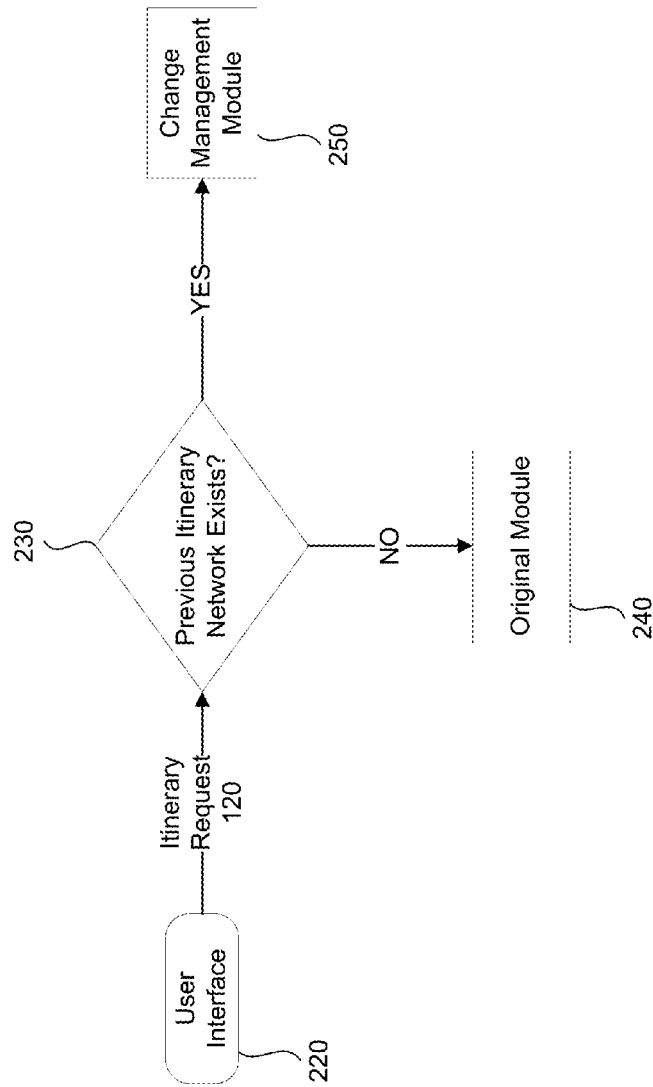 User
Interface
220
Itinerary
Request
120
230
Previous Itinerary
Network Exists?
YES
Change
Management
Module
250
NO
Original Module
240